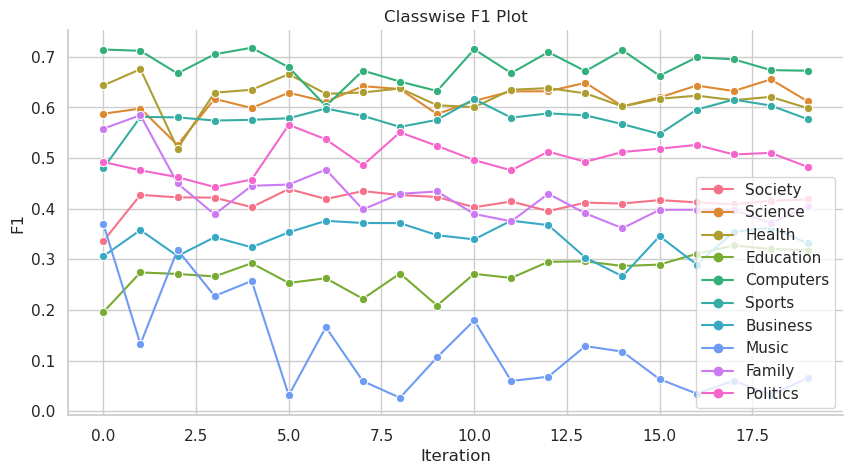 Classwise F1 Plot
0.7
0.6
0.5
0.4
0.3
0.2
0.1
0.0
F1
Society
Science
Health
Education
Computers
Sports
Business
Music
Family
Politics
0.0 2.5 5.0 7.5 10.0 12.5 15.0 17.5
Iteration